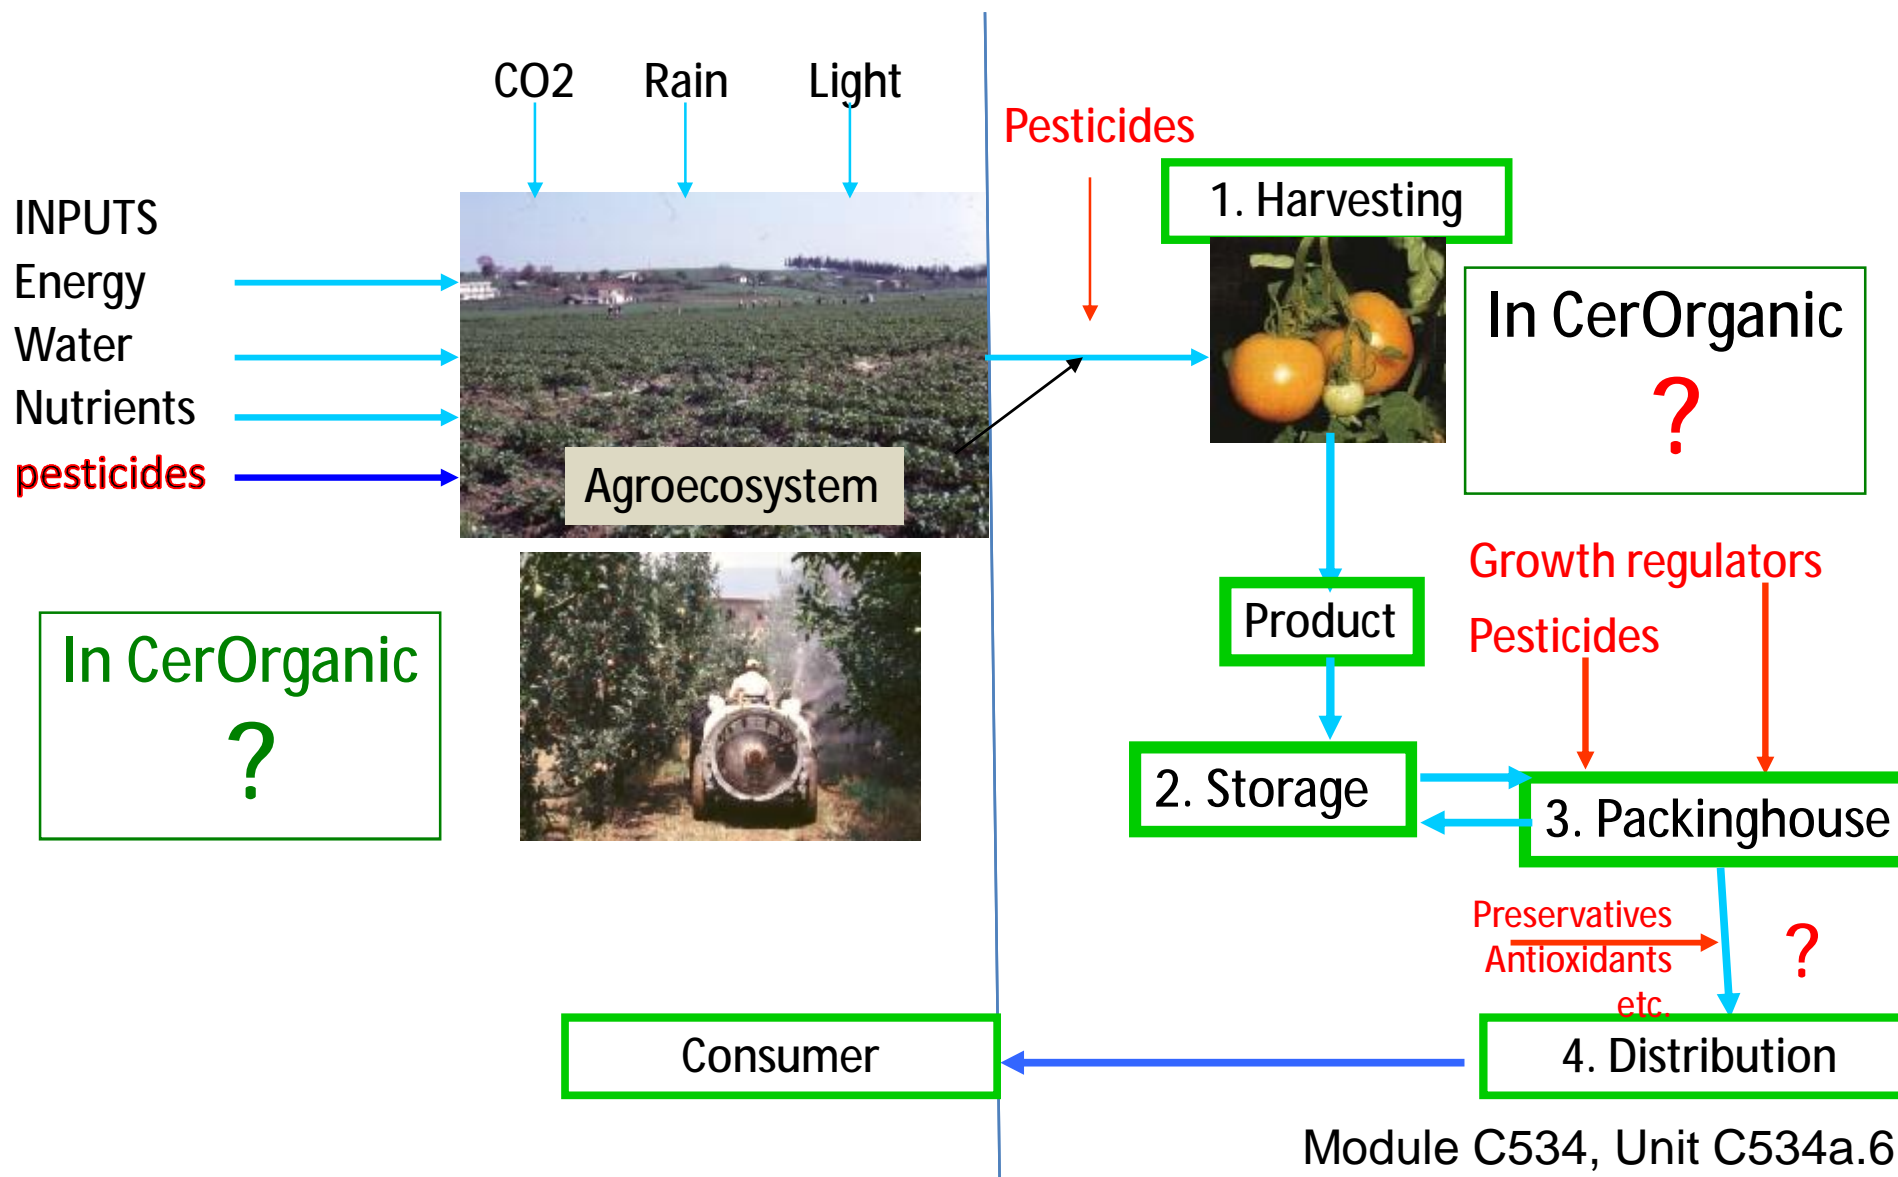 CO2 Rain Light
Pesticides
1. Harvesting
INPUTS
Energy
Water
Nutrients
pesticides
Agroecosystem
In CerOrganic
?
In CerOrganic
?
Growth regulators
Pesticides
Product
2. Storage
3. Packinghouse
Preservatives
Antioxidants
etc.
?
Consumer
4. Distribution
Module C534, Unit C534a.6